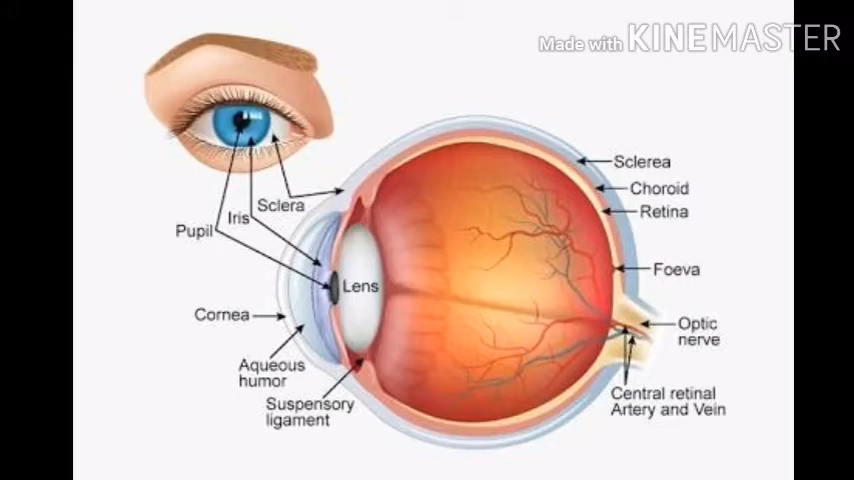 Made with KINEMASTER
Sclerea
Choroid
Retina
Sclera
Iris
Pupil
Foeva
Lens
Cornea
Optic
nerve
Aqueous
humor
Suspensory
ligament
Central retinal
Artery and Vein